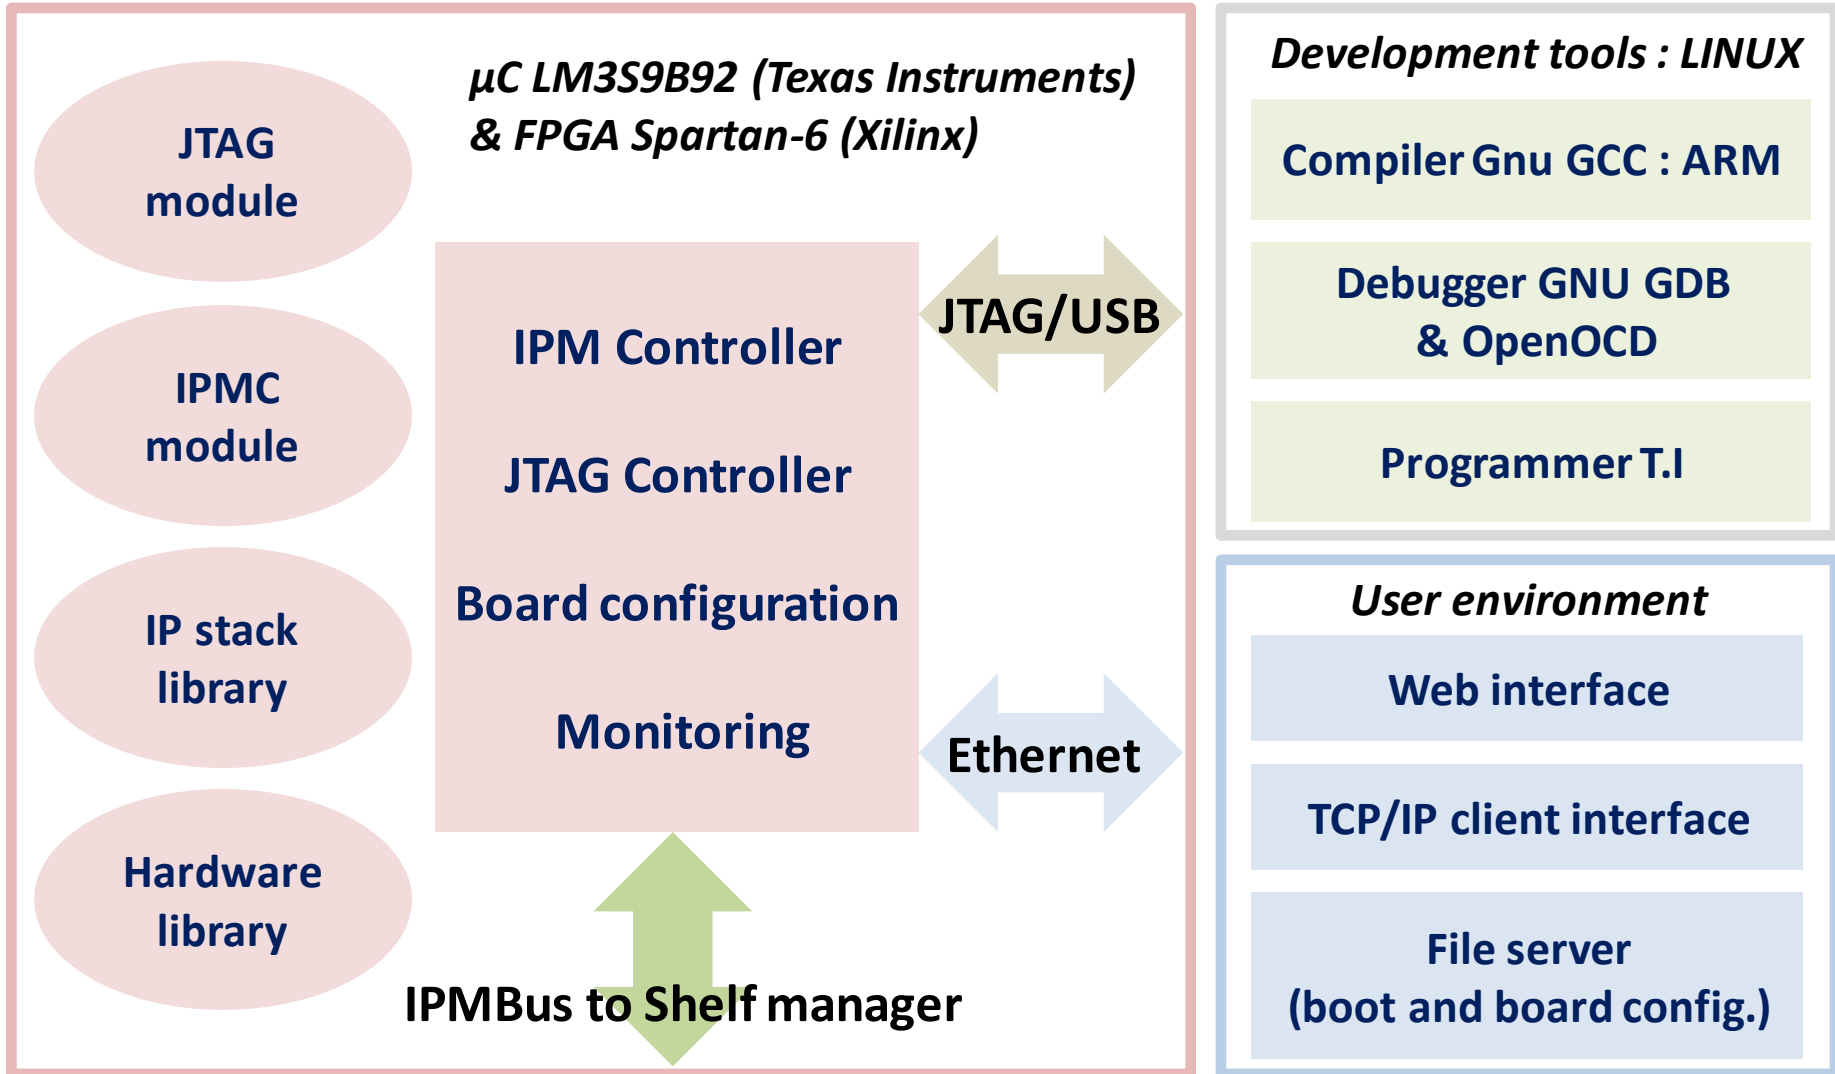 µC LM3S9B92 (Texas Instruments)
& FPGA Spartan-6 (Xilinx)
JTAG
module
IPMC
module
IP stack
library
Hardware
library
IPM Controller
JTAG Controller
Board configuration
Monitoring
JTAG/USB
Ethernet
IPMBus to Shelf manager
Development tools : LINUX
Compiler Gnu GCC : ARM
Debugger GNU GDB
& OpenOCD
Programmer T.I
User environment
Web interface
TCP/IP client interface
File server
(boot and board config.)